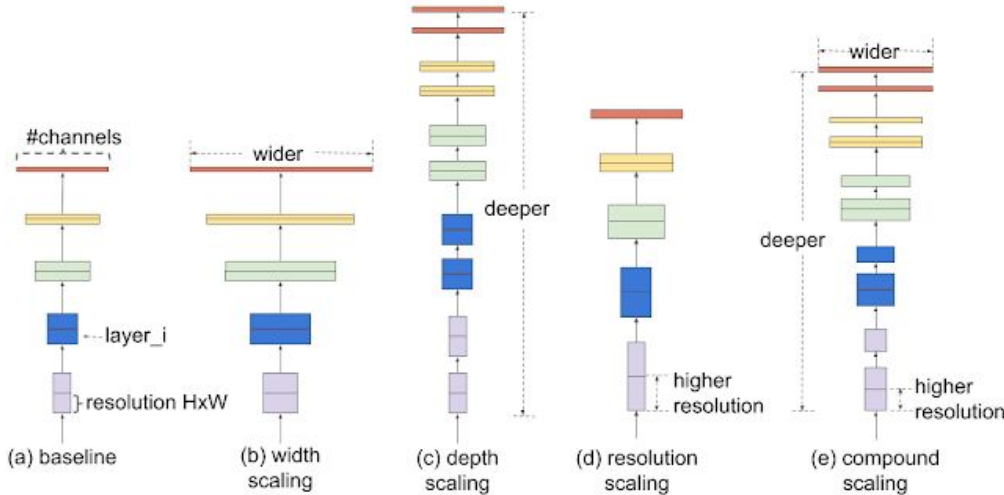 #channels
wider
wider
deeper
deeper
layer_i
resolution HxW
higher
resolution
higher
resolution
(a) baseline
(b) width
scaling
(c) depth
scaling
(d) resolution
scaling
(e) compound
scaling